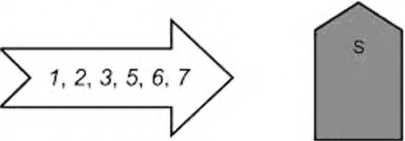 1, 2, 3, 5, 6, 7
S